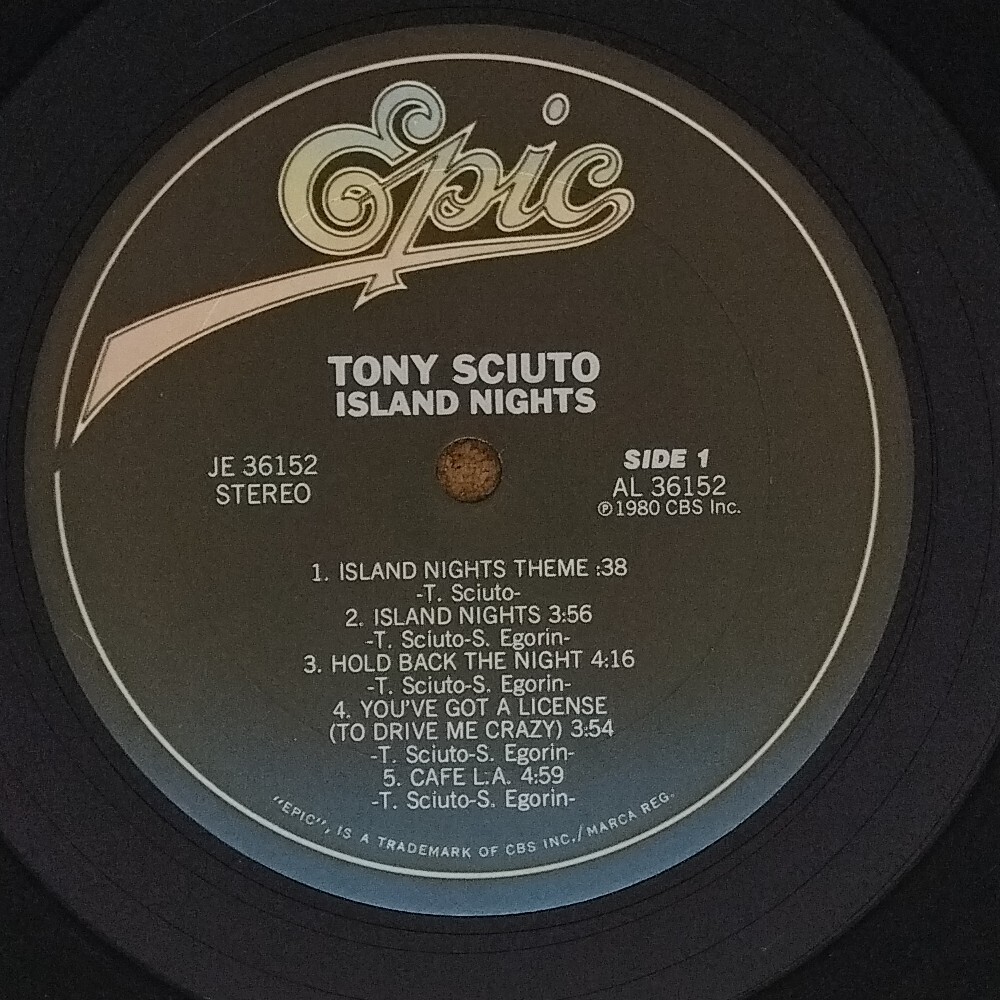 Epic
TONY SCIUTO
ISLAND NIGHTS
JE 36152
STEREO
SIDE 1
AL 36152
℗1980 CBS Inc.
1. ISLAND NIGHTS THEME :38
-T. Sciuto-
2. ISLAND NIGHTS 3:56
-T. Sciuto-S. Egorin-
3. HOLD BACK THE NIGHT 4:16
-T. Sciuto-S. Egorin-
4. YOU'VE GOT A LICENSE
(TO DRIVE ME CRAZY) 3:54
-T. Sciuto-S. Egorin-
5. CAFE L.A. 4:59
-T. Sciuto-S. Egorin-
"EPIC", IS A TRADEMARK OF CBS INC./MARCA REG.